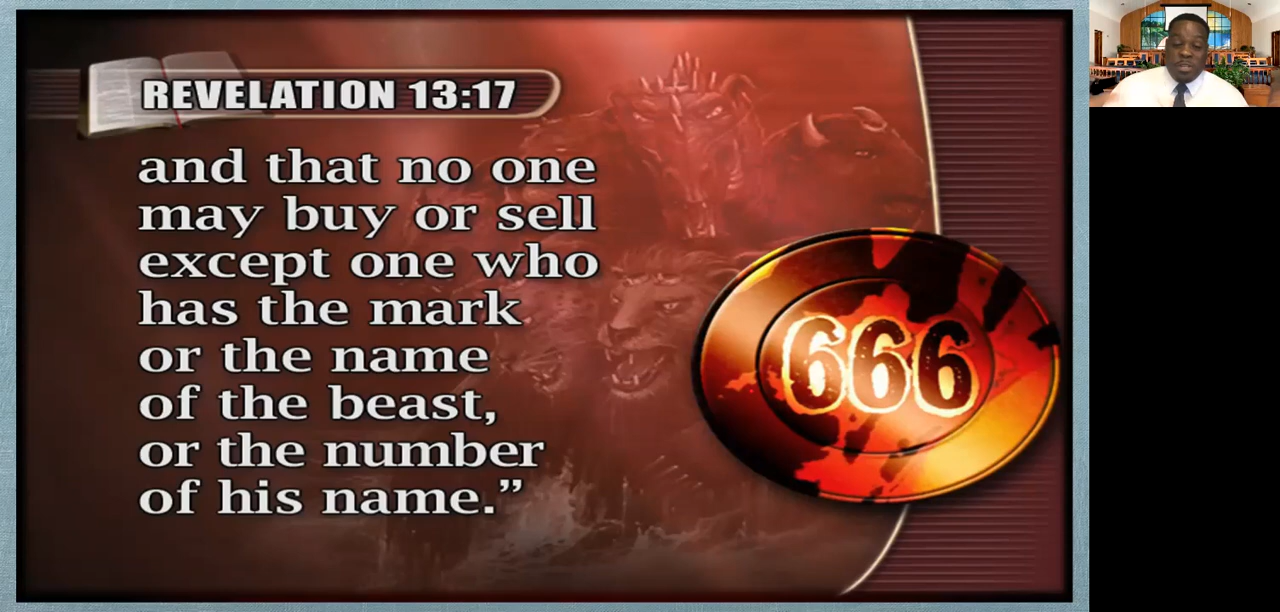 REVELATION 13:17
and that no one
may buy or sell
except one who
has the mark
or the name
of the beast,
or the number
of his name.”
666